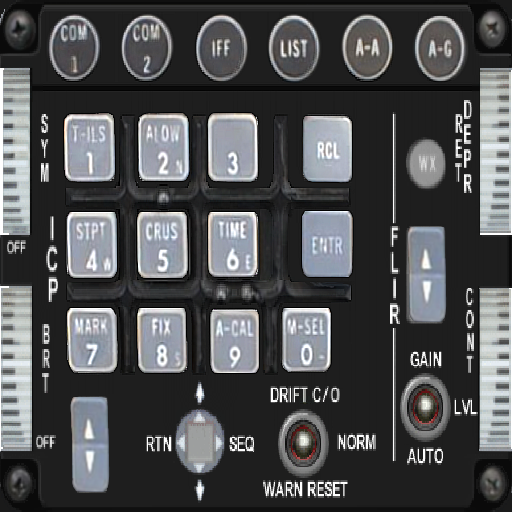 COM 1
COM 2
IFF
LIST
A-A
A-G
SYM
T-ILS 1
ALOW 2 N
3
RCL
WX
RET
DEPR
OFF
ICP
STPT 4 W
CRUS 5
TIME 6 E
ENTR
FLIR
BRT
MARK 7
FIX 8 S
A-CAL 9
M-SEL 0 -
CONT
GAIN
LVL
AUTO
DRIFT C/O
OFF
RTN
SEQ
NORM
WARN RESET